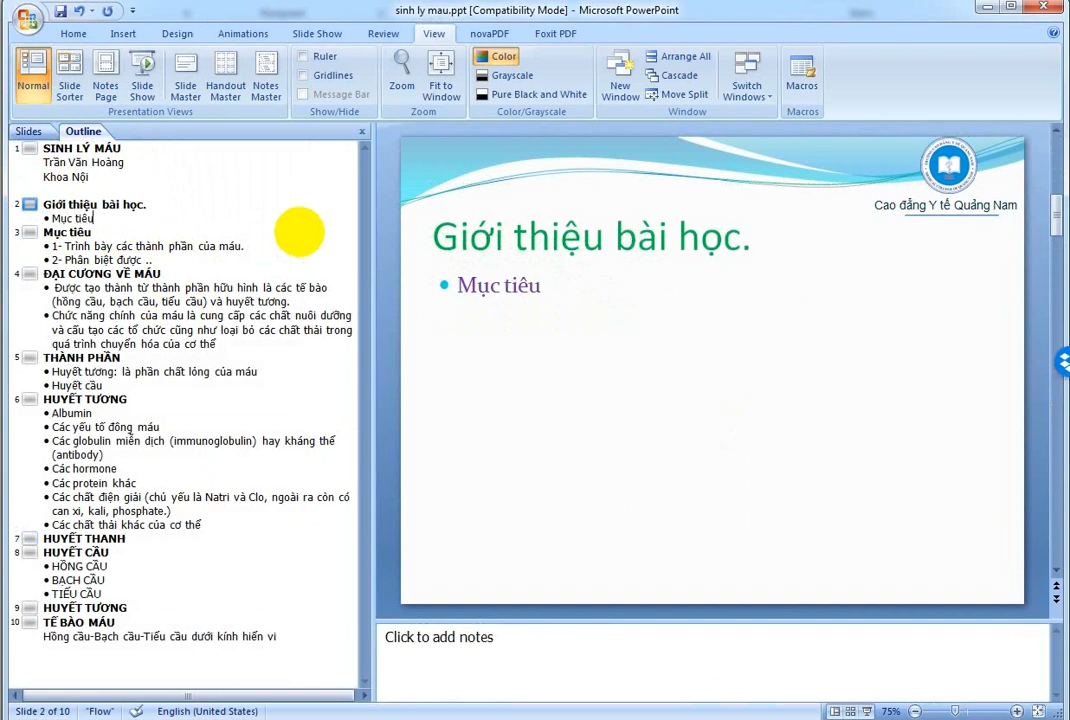 sinh ly mau.ppt [Compatibility Mode] - Microsoft PowerPoint
Home Insert Design Animations Slide Show Review View novaPDF Foxit PDF
Normal
Slide Sorter
Notes Page
Slide Show
Slide Master
Handout Master
Notes Master
Presentation Views
Ruler
Gridlines
Message Bar
Show/Hide
Zoom
Fit to Window
Zoom
Color
Grayscale
Pure Black and White
Color/Grayscale
New Window
Arrange All
Cascade
Move Split
Window
Switch Windows
Macros
Macros
Slides Outline
1 SINH LÝ MÁU
Trần Văn Hoàng
Khoa Nội
2 Giới thiệu bài học.
• Mục tiêu
3 Mục tiêu
• 1- Trình bày các thành phần của máu.
• 2- Phân biệt được ..
4 ĐẠI CƯƠNG VỀ MÁU
• Được tạo thành từ thành phần hữu hình là các tế bào
(hồng cầu, bạch cầu, tiểu cầu) và huyết tương.
• Chức năng chính của máu là cung cấp các chất nuôi dưỡng
và cấu tạo các tổ chức cũng như loại bỏ các chất thải trong
quá trình chuyển hóa của cơ thể
5 THÀNH PHẦN
• Huyết tương: là phần chất lỏng của máu
• Huyết cầu
6 HUYẾT TƯƠNG
• Albumin
• Các yếu tố đông máu
• Các globulin miễn dịch (immunoglobulin) hay kháng thể
(antibody)
• Các hormone
• Các protein khác
• Các chất điện giải (chủ yếu là Natri và Clo, ngoài ra còn có
can xi, kali, phosphate.)
• Các chất thải khác của cơ thể
7 HUYẾT THANH
8 HUYẾT CẦU
• HỒNG CẦU
• BẠCH CẦU
• TIỂU CẦU
9 HUYẾT TƯƠNG
10 TẾ BÀO MÁU
Hồng cầu-Bạch cầu-Tiểu cầu dưới kính hiển vi
Cao đẳng Y tế Quảng Nam
Giới thiệu bài học.
• Mục tiêu
Click to add notes
Slide 2 of 10 "Flow" English (United States) 75%